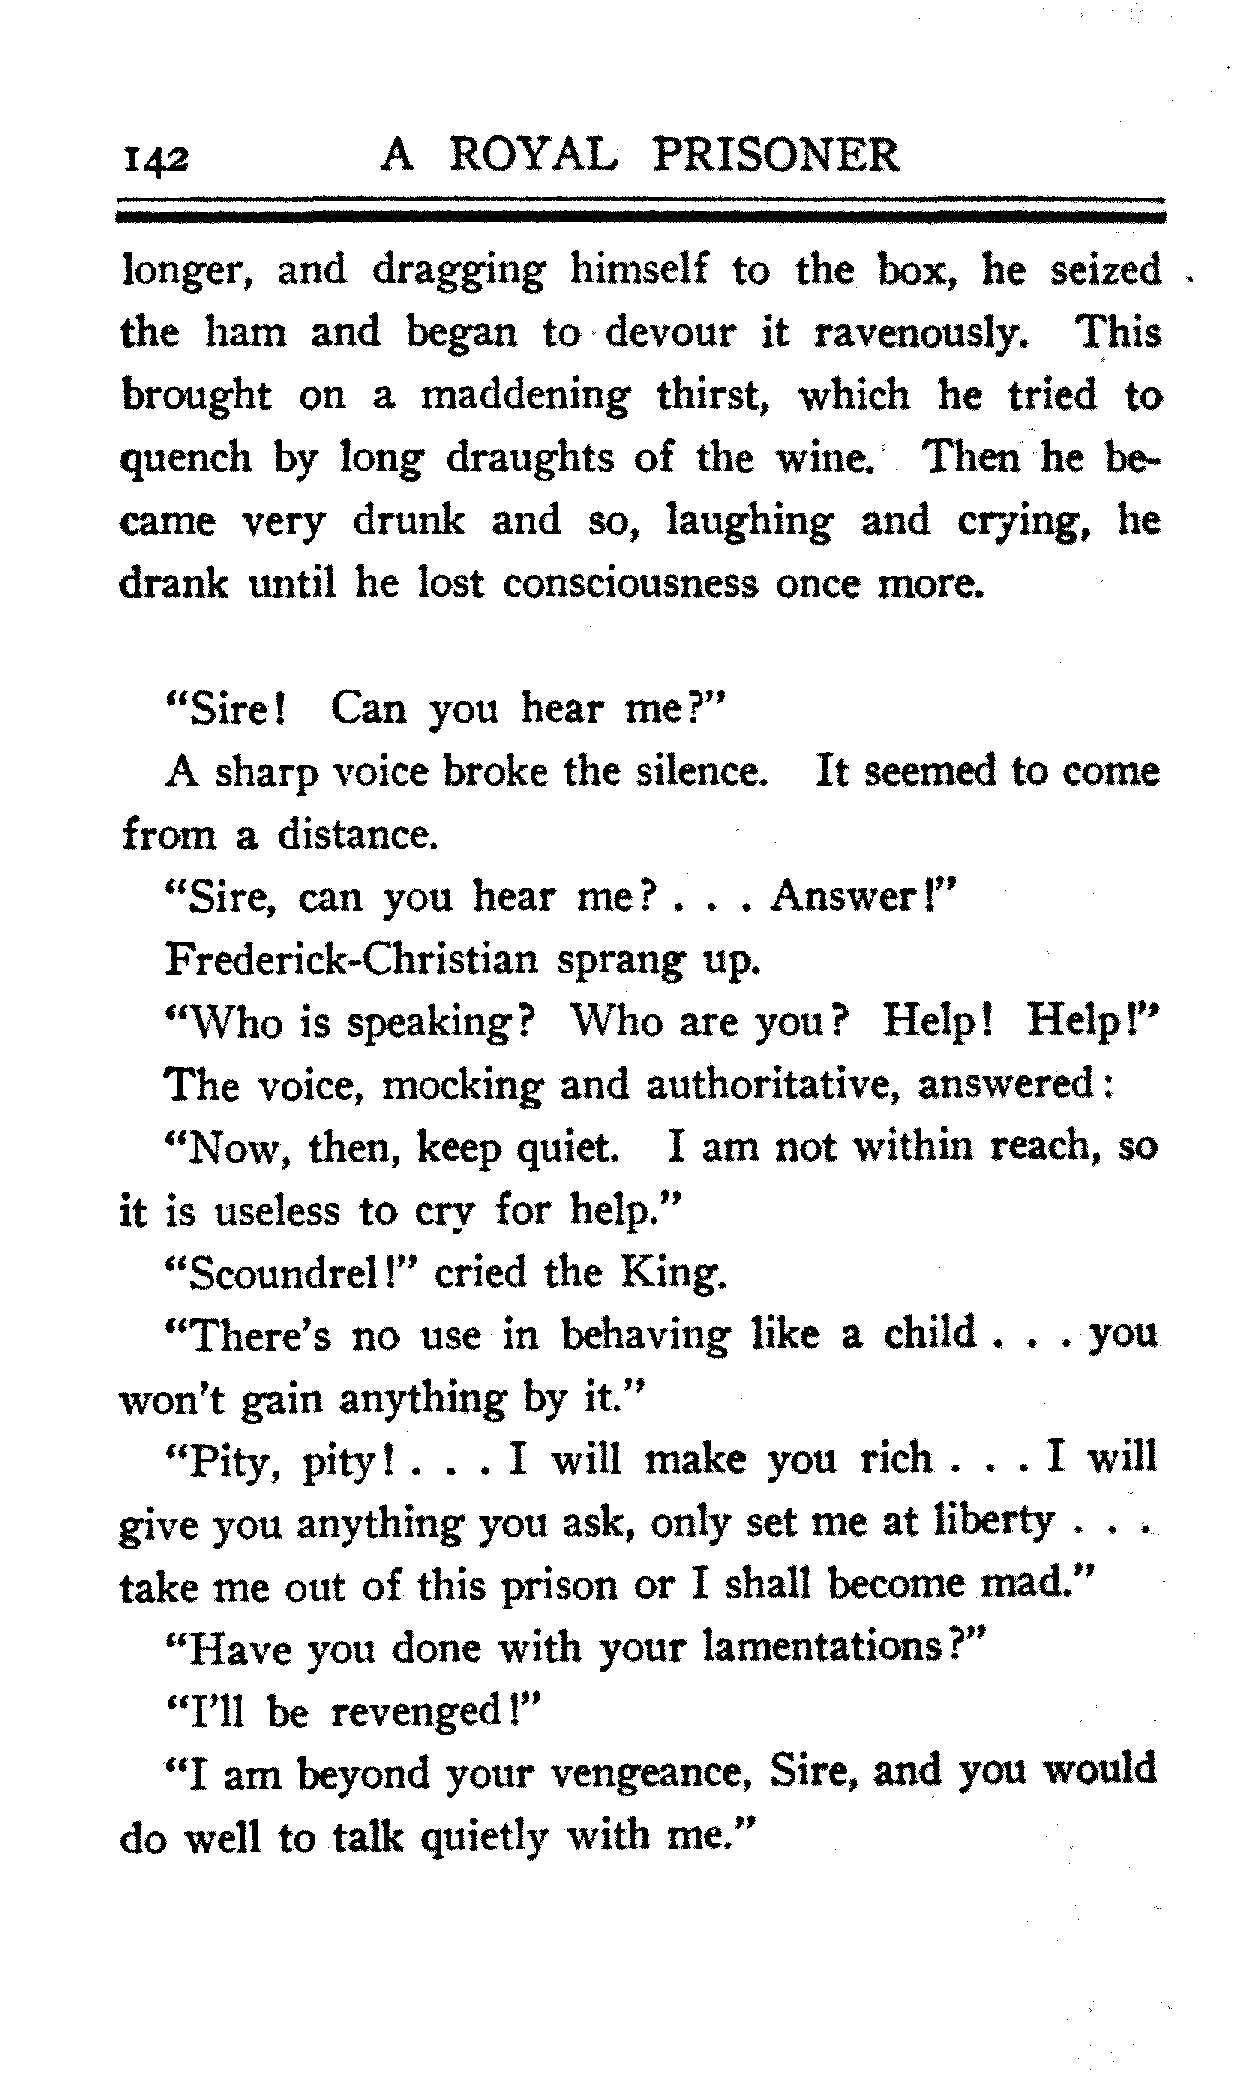 142 A ROYAL PRISONER
longer, and dragging himself to the box, he seized
the ham and began to devour it ravenously. This
brought on a maddening thirst, which he tried to
quench by long draughts of the wine. Then he be-
came very drunk and so, laughing and crying, he
drank until he lost consciousness once more.
“Sire! Can you hear me?”
A sharp voice broke the silence. It seemed to come
from a distance.
“Sire, can you hear me? . . . Answer!”
Frederick-Christian sprang up.
“Who is speaking? Who are you? Help! Help!”
The voice, mocking and authoritative, answered:
“Now, then, keep quiet. I am not within reach, so
it is useless to cry for help.”
“Scoundrel!” cried the King.
“There’s no use in behaving like a child . . . you
won’t gain anything by it.”
“Pity, pity! . . . I will make you rich . . . I will
give you anything you ask, only set me at liberty . . .
take me out of this prison or I shall become mad.”
“Have you done with your lamentations?”
“I’ll be revenged!”
“I am beyond your vengeance, Sire, and you would
do well to talk quietly with me.”